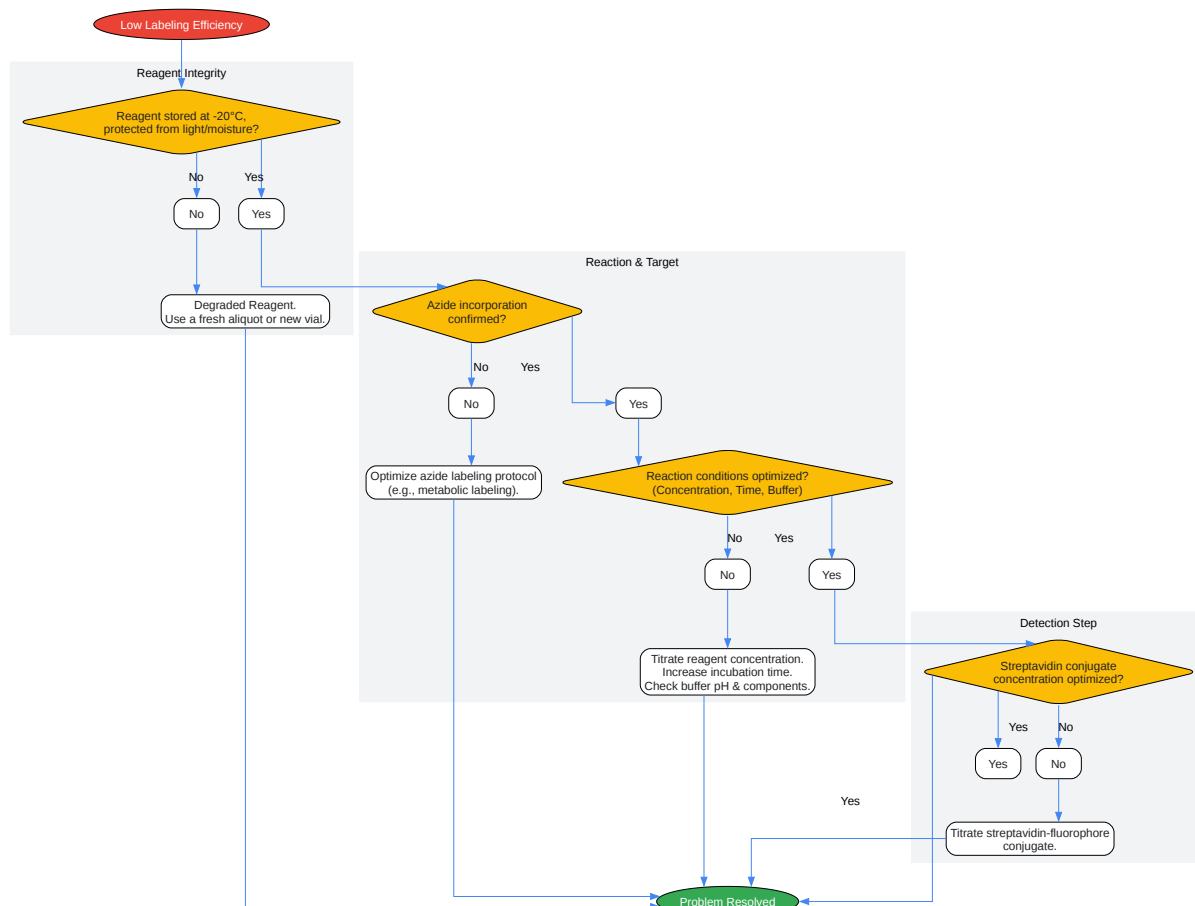 Low Labeling Efficiency
Reagent Integrity
Reagent stored at -20°C,
protected from light/moisture?
No
Yes
No
Yes
Degraded Reagent.
Use a fresh aliquot or new vial.
Reaction & Target
Azide incorporation
confirmed?
No
Yes
No
Yes
Optimize azide labeling protocol
(e.g., metabolic labeling).
Reaction conditions optimized?
(Concentration, Time, Buffer)
No
Yes
No
Yes
Titrate reagent concentration.
Increase incubation time.
Check buffer pH & components.
Detection Step
Streptavidin conjugate
concentration optimized?
Yes
No
Yes
No
Yes
Titrate streptavidin-fluorophore
conjugate.
Problem Resolved